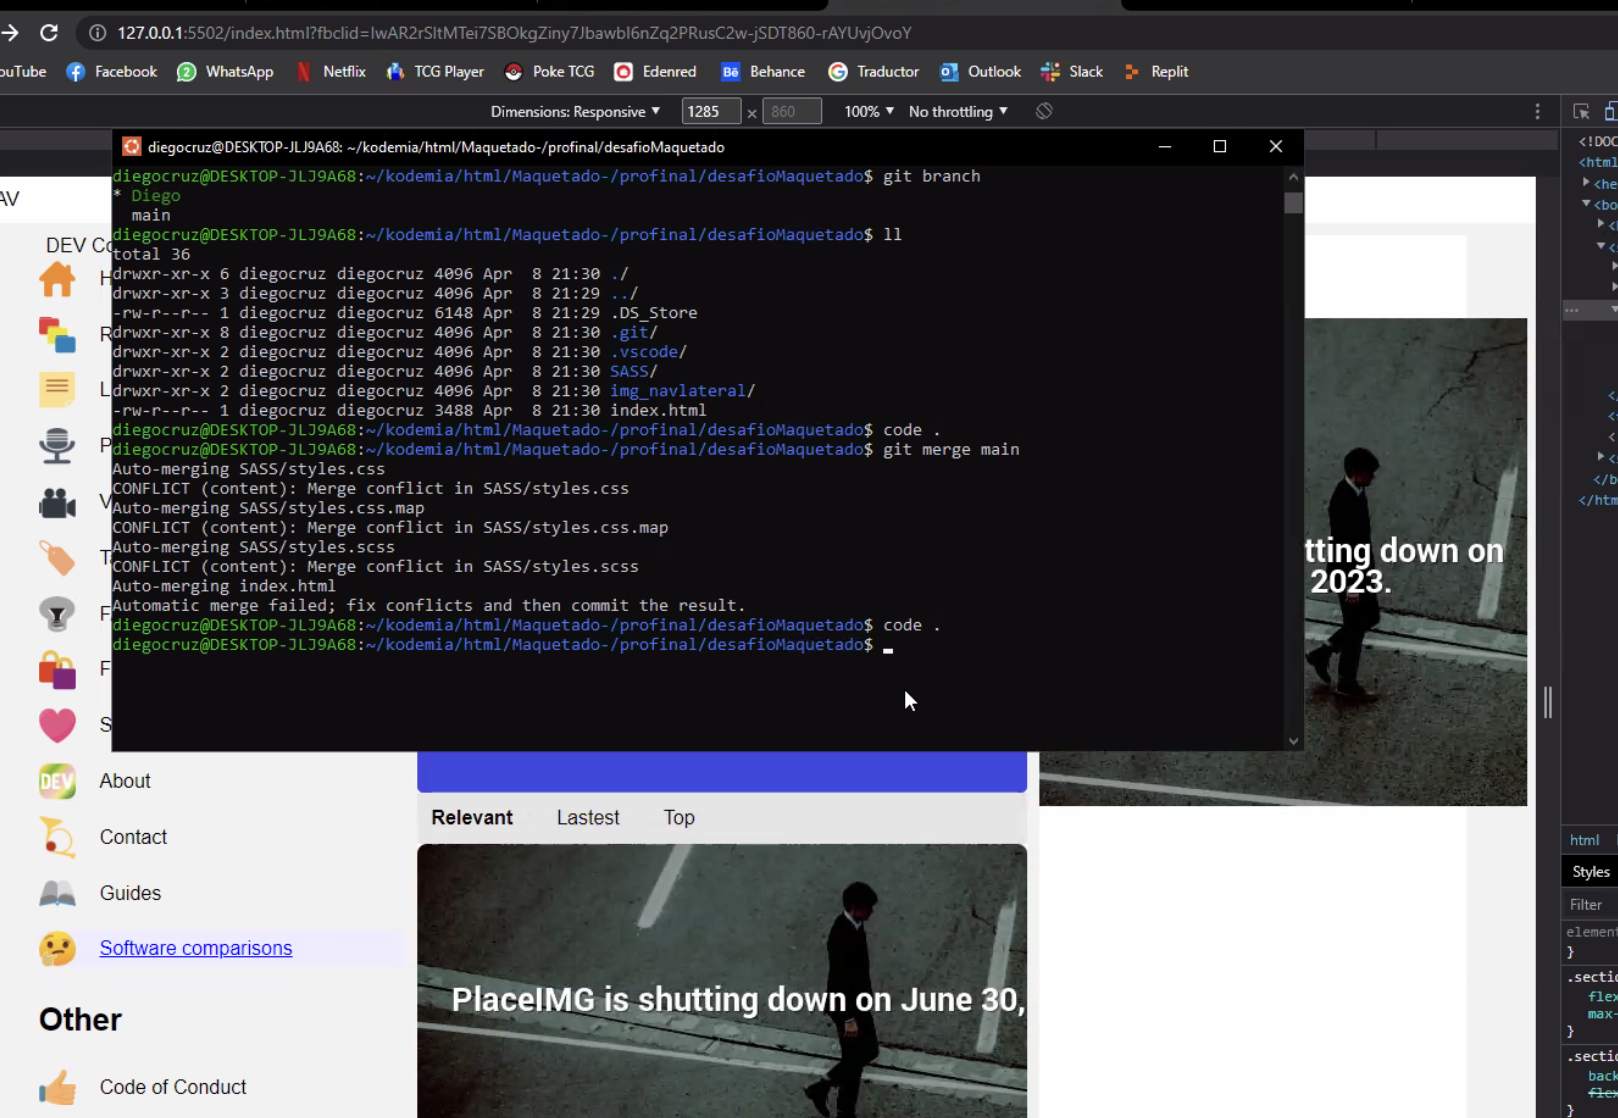 127.0.0.1:5502/index.html?fbclid=IwAR2rSltMTei7SBOkgZiny7Jbawbl6nZq2PRusC2w-jSDT860-rAYUvjOvoY
ouTube Facebook WhatsApp Netflix TCG Player Poke TCG Edenred Behance Traductor Outlook Slack Replit
Dimensions: Responsive 1285 x 860 100% No throttling
diegocruz@DESKTOP-JLJ9A68: ~/kodemia/html/Maquetado-/profinal/desafioMaquetado
diegocruz@DESKTOP-JLJ9A68:~/kodemia/html/Maquetado-/profinal/desafioMaquetado$ git branch
* Diego
main
diegocruz@DESKTOP-JLJ9A68:~/kodemia/html/Maquetado-/profinal/desafioMaquetado$ ll
total 36
drwxr-xr-x 6 diegocruz diegocruz 4096 Apr  8 21:30 ./
drwxr-xr-x 3 diegocruz diegocruz 4096 Apr  8 21:29 ../
-rw-r--r-- 1 diegocruz diegocruz 6148 Apr  8 21:29 .DS_Store
drwxr-xr-x 8 diegocruz diegocruz 4096 Apr  8 21:30 .git/
drwxr-xr-x 2 diegocruz diegocruz 4096 Apr  8 21:30 .vscode/
drwxr-xr-x 2 diegocruz diegocruz 4096 Apr  8 21:30 SASS/
drwxr-xr-x 2 diegocruz diegocruz 4096 Apr  8 21:30 img_navlateral/
-rw-r--r-- 1 diegocruz diegocruz 3488 Apr  8 21:30 index.html
diegocruz@DESKTOP-JLJ9A68:~/kodemia/html/Maquetado-/profinal/desafioMaquetado$ code .
diegocruz@DESKTOP-JLJ9A68:~/kodemia/html/Maquetado-/profinal/desafioMaquetado$ git merge main
Auto-merging SASS/styles.css
CONFLICT (content): Merge conflict in SASS/styles.css
Auto-merging SASS/styles.css.map
CONFLICT (content): Merge conflict in SASS/styles.css.map
Auto-merging SASS/styles.scss
CONFLICT (content): Merge conflict in SASS/styles.scss
Auto-merging index.html
Automatic merge failed; fix conflicts and then commit the result.
diegocruz@DESKTOP-JLJ9A68:~/kodemia/html/Maquetado-/profinal/desafioMaquetado$ code .
diegocruz@DESKTOP-JLJ9A68:~/kodemia/html/Maquetado-/profinal/desafioMaquetado$
AV
DEV Co
H
R
L
P
V
Ta
F
F
S
DEV About
Contact
Guides
Software comparisons
Other
Code of Conduct
Relevant Lastest Top
PlaceIMG is shutting down on June 30,
tting down on
2023.
<!DOC
<html
<he
<bo
</b
</htm
html
Styles
Filter
element
}
.sectio
flex
max-
}
.sectio
back
flex
}